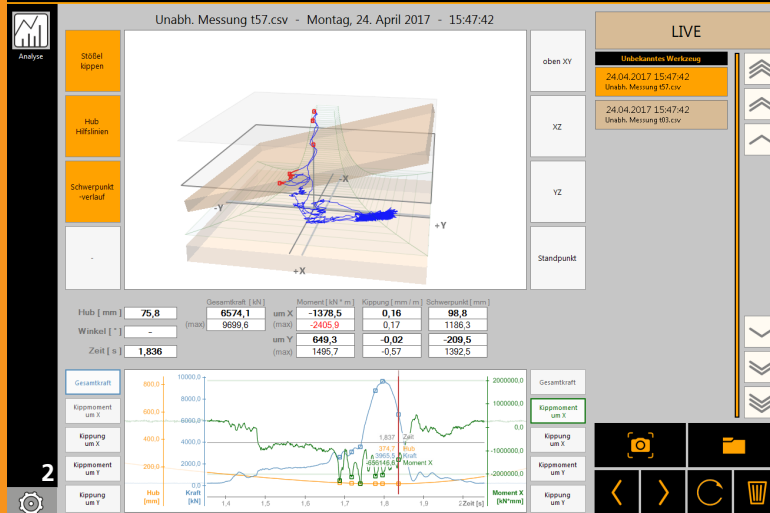 Unabh. Messung t57.csv - Montag, 24. April 2017 - 15:47:42
Analyse
Stößel
kippen
Hub
Hilfslinien
Schwerpunkt
-verlauf
-
-X
-Y
+Y
+X
oben XY
XZ
YZ
Standpunkt
LIVE
Unbekanntes Werkzeug
24.04.2017 15:47:42
Unabh. Messung t57.csv
24.04.2017 15:47:42
Unabh. Messung t03.csv
Gesamtkraft [ kN ] Moment [ kN * m ] Kippung [ mm / m ] Schwerpunkt [ mm ]
Hub [ mm ] 75,8 6574,1 um X -1378,5 0,16 98,8
(max) 9699,6 (max) -2405,9 0,17 1186,3
Winkel [ ° ] -
um Y 649,3 -0,02 -209,5
Zeit [ s ] 1,836 (max) 1495,7 -0,57 1392,5
Gesamtkraft
Kippmoment
um X
Kippung
um X
Kippmoment
um Y
Kippung
um Y
800,0
600,0
400,0
200,0
Hub
[mm]
10000,0
8000,0
6000,0
4000,0
2000,0
0,0
Kraft
[kN]
1,837 Zeit
374,7 Hub
3965,5 Kraft
-656146,8 Moment X
1,4 1,5 1,6 1,7 1,8 1,9 2 Zeit [s]
2000000,0
1000000,0
0,0
-1000000,0
-2000000,0
Moment X
[kN*mm]
Gesamtkraft
Kippmoment
um X
Kippung
um X
Kippmoment
um Y
Kippung
um Y
2